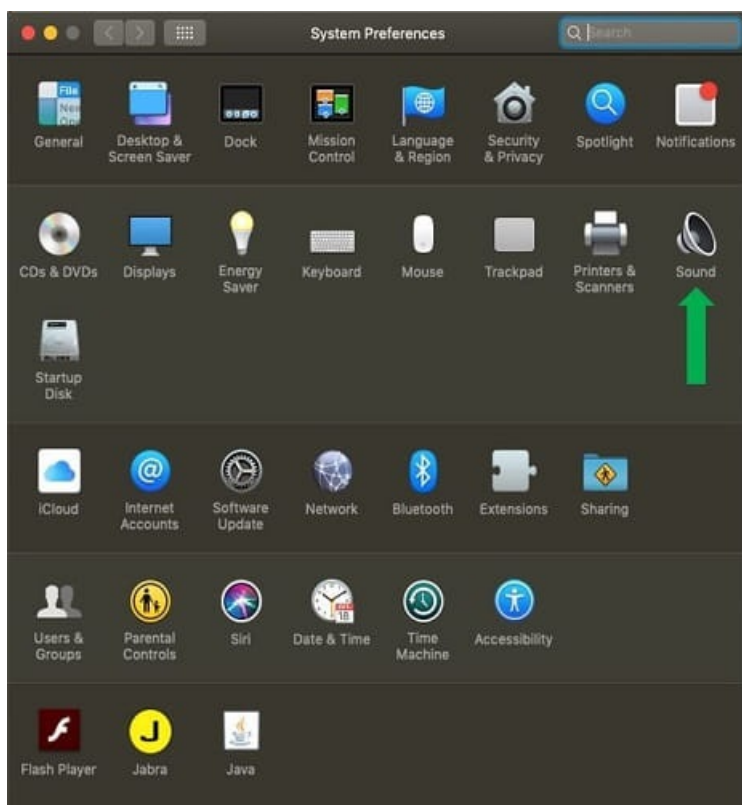 System Preferences
Search
General
Desktop &
Screen Saver
Dock
Mission
Control
Language
& Region
Security
& Privacy
Spotlight
Notifications
CDs & DVDs
Displays
Energy
Saver
Keyboard
Mouse
Trackpad
Printers &
Scanners
Sound
Startup
Disk
iCloud
Internet
Accounts
Software
Update
Network
Bluetooth
Extensions
Sharing
Users &
Groups
Parental
Controls
Siri
Date & Time
Time
Machine
Accessibility
Flash Player
Jabra
Java